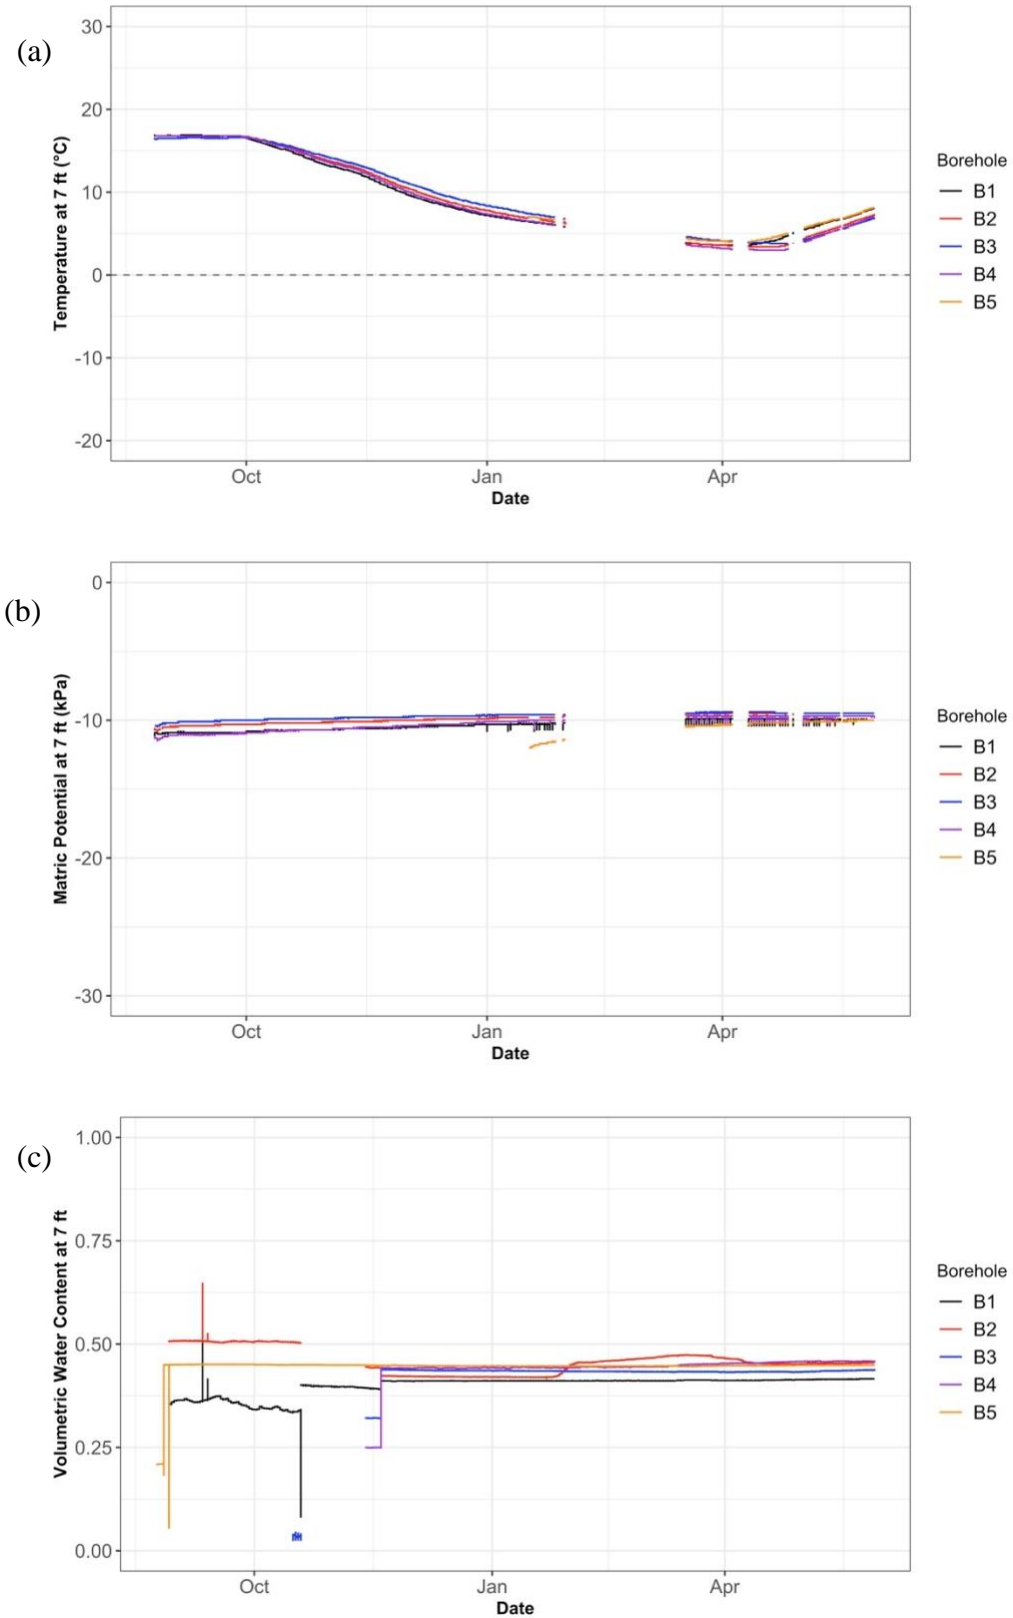 (a)
Temperature at 7 ft (°C)
30
20
10
0
-10
-20
Oct Jan Apr
Date
Borehole
B1
B2
B3
B4
B5
(b)
Matric Potential at 7 ft (kPa)
0
-10
-20
-30
Oct Jan Apr
Date
Borehole
B1
B2
B3
B4
B5
(c)
Volumetric Water Content at 7 ft
1.00
0.75
0.50
0.25
0.00
Oct Jan Apr
Date
Borehole
B1
B2
B3
B4
B5